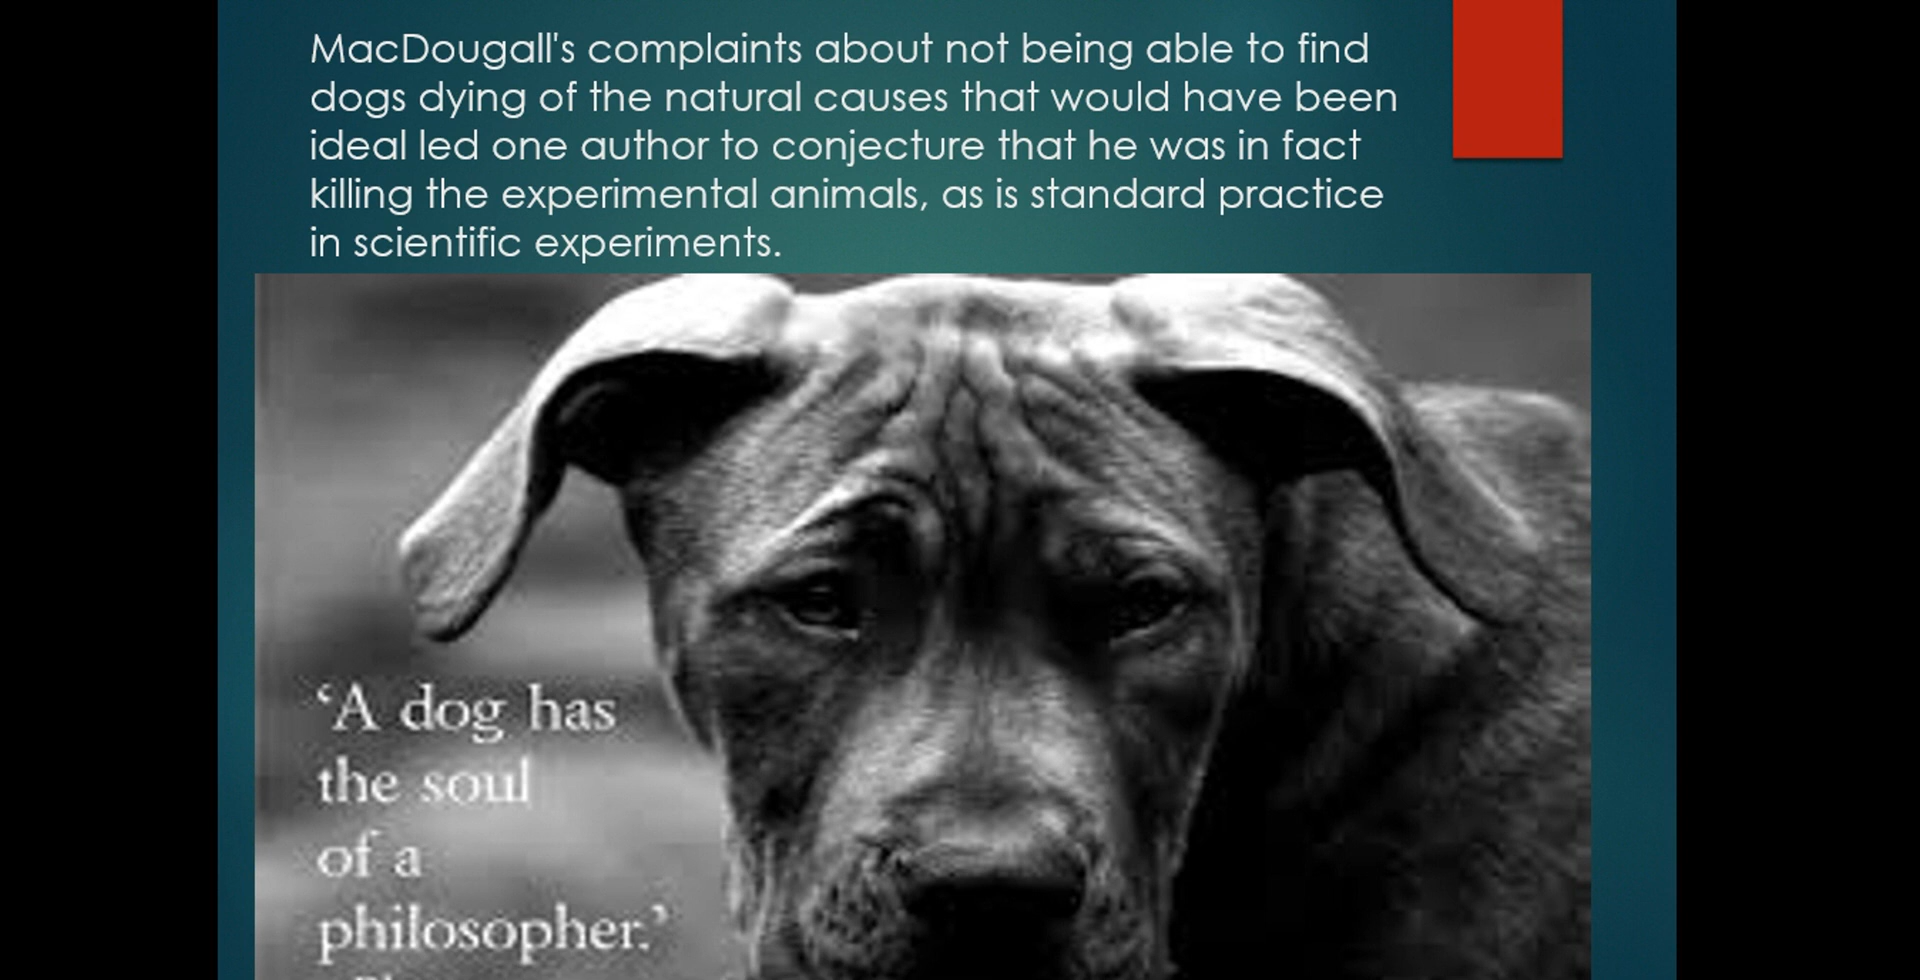 MacDougall's complaints about not being able to find
dogs dying of the natural causes that would have been
ideal led one author to conjecture that he was in fact
killing the experimental animals, as is standard practice
in scientific experiments.
‘A dog has
the soul
of a
philosopher.’